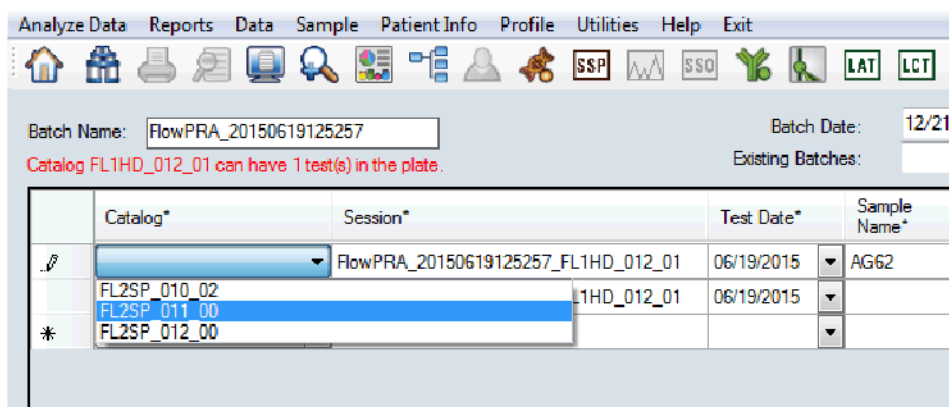 Analyze Data Reports Data Sample Patient Info Profile Utilities Help Exit
SSP SSO LAT LCT
Batch Name: FlowPRA_20150619125257 Batch Date: 12/21
Catalog FL1HD_012_01 can have 1 test(s) in the plate. Existing Batches:
Catalog* Session* Test Date* Sample Name*
FlowPRA_20150619125257_FL1HD_012_01 06/19/2015 AG62
FL2SP_010_02
FL2SP_011_00 L1HD_012_01 06/19/2015
FL2SP_012_00